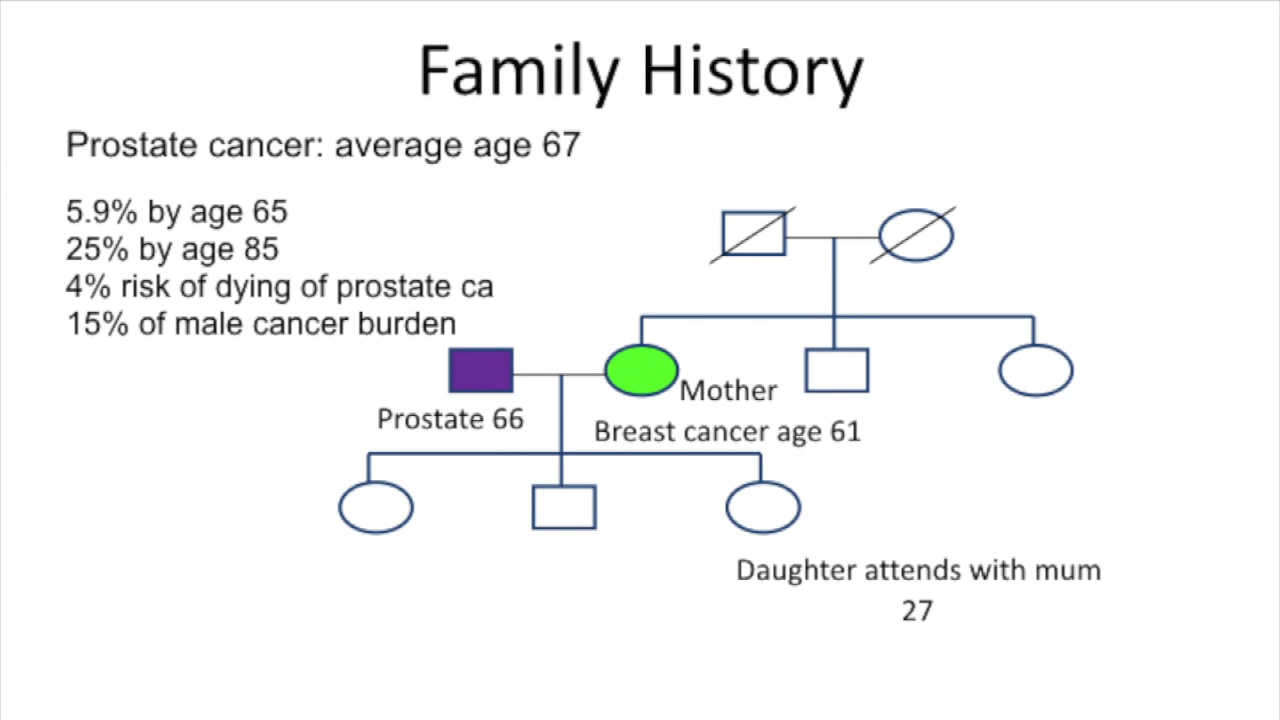 Family History
Prostate cancer: average age 67
5.9% by age 65
25% by age 85
4% risk of dying of prostate ca
15% of male cancer burden
Mother
Prostate 66
Breast cancer age 61
Daughter attends with mum
27